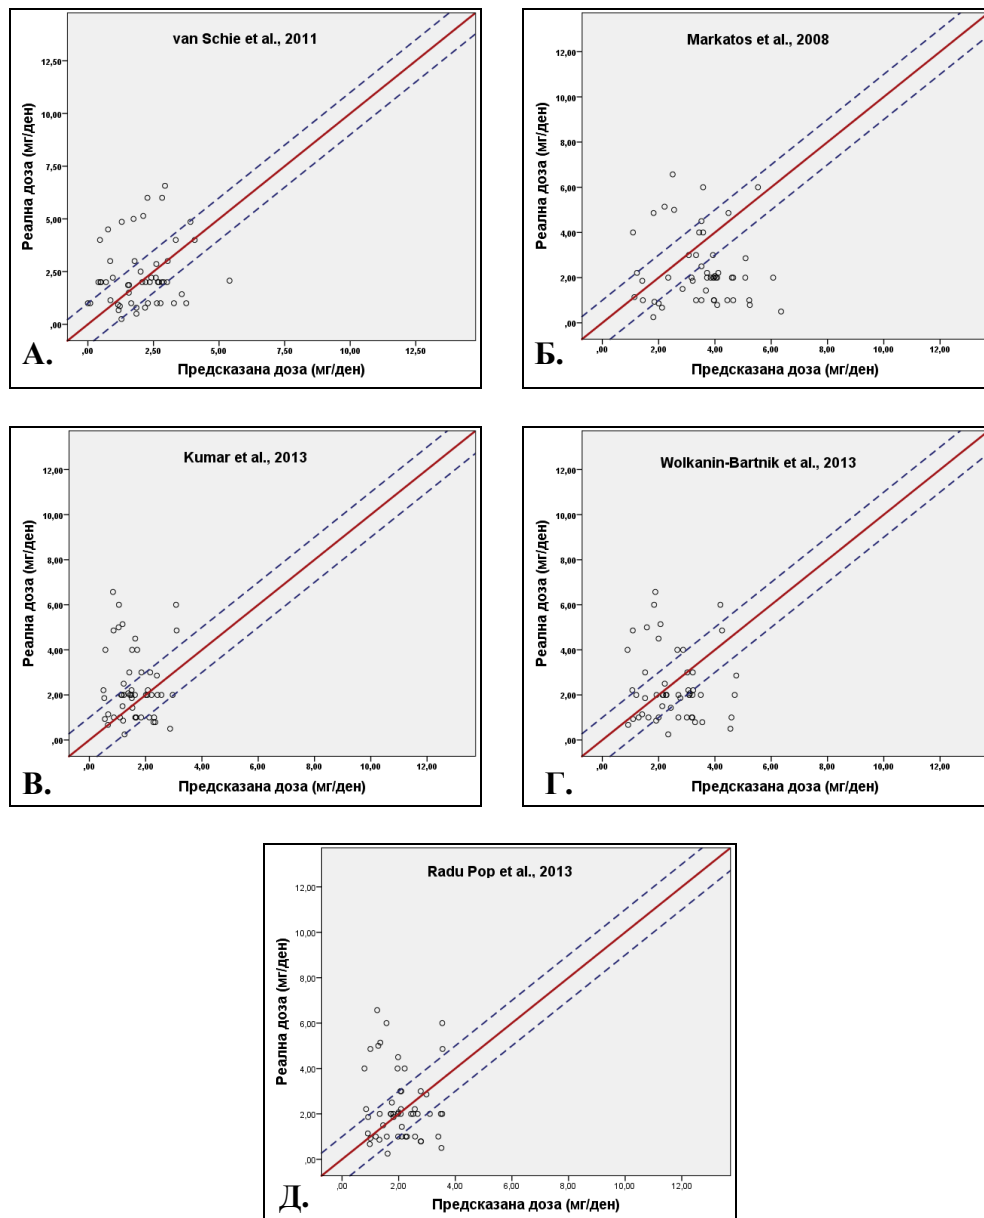 van Schie et al., 2011
12,50
10,00
7,50
5,00
2,50
,00
Реална доза (мг/ден)
,00 2,50 5,00 7,50 10,00 12,50
Предсказана доза (мг/ден)
А.
Markatos et al., 2008
12,00
10,00
8,00
6,00
4,00
2,00
,00
Реална доза (мг/ден)
,00 2,00 4,00 6,00 8,00 10,00 12,00
Предсказана доза (мг/ден)
Б.
Kumar et al., 2013
12,00
10,00
8,00
6,00
4,00
2,00
,00
Реална доза (мг/ден)
,00 2,00 4,00 6,00 8,00 10,00 12,00
Предсказана доза (мг/ден)
В.
Wolkanin-Bartnik et al., 2013
12,00
10,00
8,00
6,00
4,00
2,00
,00
Реална доза (мг/ден)
,00 2,00 4,00 6,00 8,00 10,00 12,00
Предсказана доза (мг/ден)
Г.
Radu Pop et al., 2013
12,00
10,00
8,00
6,00
4,00
2,00
,00
Реална доза (мг/ден)
,00 2,00 4,00 6,00 8,00 10,00 12,00
Предсказана доза (мг/ден)
Д.